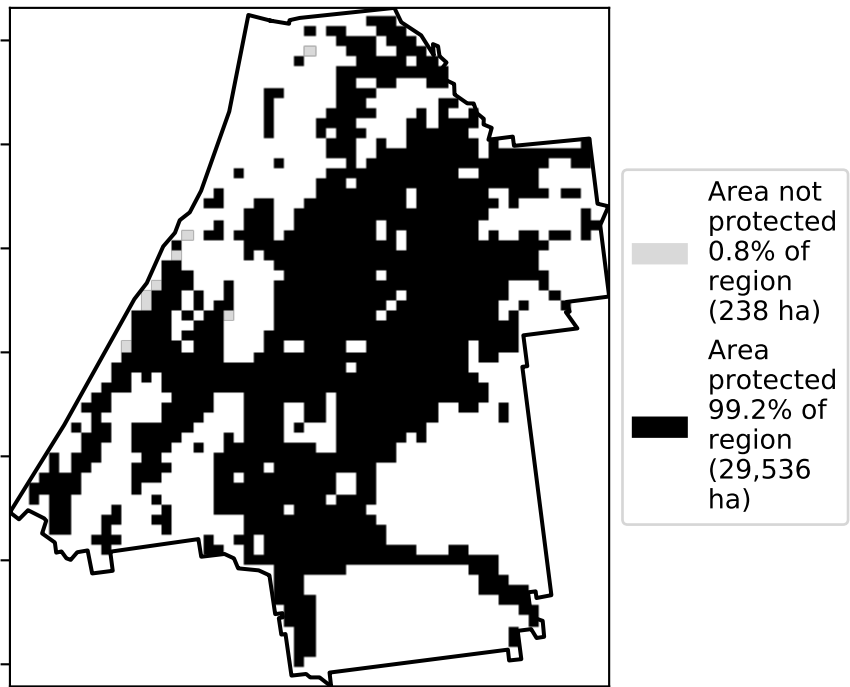 Area not
protected
0.8% of
region
(238 ha)
Area
protected
99.2% of
region
(29,536
ha)